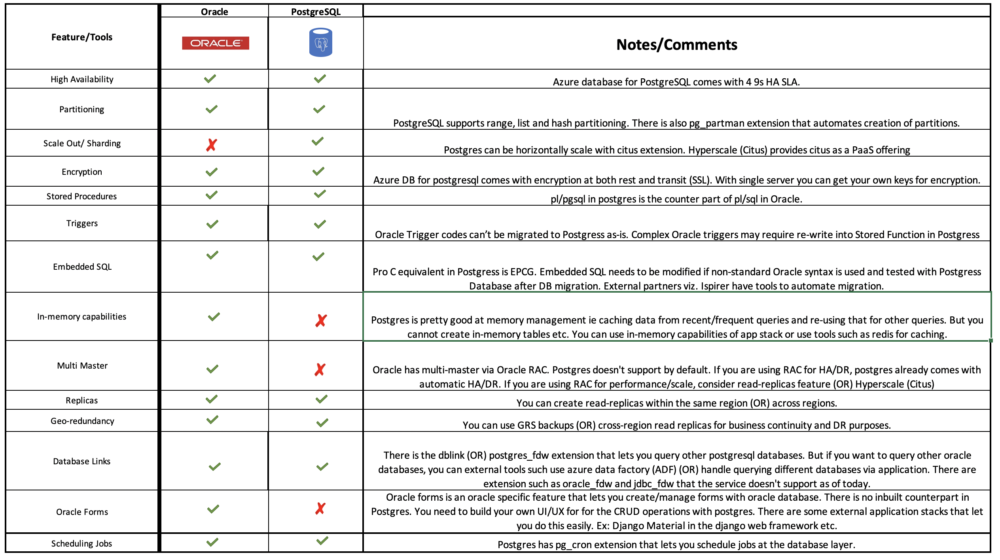 Oracle
PostgreSQL
Feature/Tools
ORACLE®
Notes/Comments
High Availability
Azure database for PostgreSQL comes with 4 9s HA SLA.
Partitioning
PostgreSQL supports range, list and hash partitioning. There is also pg_partman extension that automates creation of partitions.
Scale Out/ Sharding
Postgres can be horizontally scale with citus extension. Hyperscale (Citus) provides citus as a PaaS offering
Encryption
Azure DB for postgresql comes with encryption at both rest and transit (SSL). With single server you can get your own keys for encryption.
Stored Procedures
pl/pgsql in postgres is the counter part of pl/sql in Oracle.
Triggers
Oracle Trigger codes can’t be migrated to Postgress as-is. Complex Oracle triggers may require re-write into Stored Function in Postgress
Embedded SQL
Pro C equivalent in Postgress is EPCG. Embedded SQL needs to be modified if non-standard Oracle syntax is used and tested with Postgress
Database after DB migration. External partners viz. Ispirer have tools to automate migration.
In-memory capabilities
Postgres is pretty good at memory management ie caching data from recent/frequent queries and re-using that for other queries. But you
cannot create in-memory tables etc. You can use in-memory capabilities of app stack or use tools such as redis for caching.
Multi Master
Oracle has multi-master via Oracle RAC. Postgres doesn't support by default. If you are using RAC for HA/DR, postgres already comes with
automatic HA/DR. If you are using RAC for performance/scale, consider read-replicas feature (OR) Hyperscale (Citus)
Replicas
You can create read-replicas within the same region (OR) across regions.
Geo-redundancy
You can use GRS backups (OR) cross-region read replicas for business continuity and DR purposes.
Database Links
There is the dblink (OR) postgres_fdw extension that lets you query other postgresql databases. But if you want to query other oracle
databases, you can external tools such use azure data factory (ADF) (OR) handle querying different databases via application. There are
extension such as oracle_fdw and jdbc_fdw that the service doesn't support as of today.
Oracle Forms
Oracle forms is an oracle specific feature that lets you create/manage forms with oracle database. There is no inbuilt counterpart in
Postgres. You need to build your own UI/UX for for the CRUD operations with postgres. There are some external application stacks that let
you do this easily. Ex: Django Material in the django web framework etc.
Scheduling Jobs
Postgres has pg_cron extension that lets you schedule jobs at the database layer.